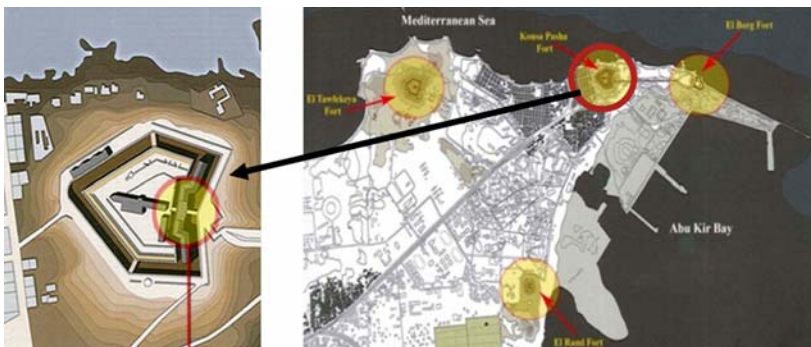 Mediterranean Sea
Kousa Pasha
Fort
El Borg Fort
El Tawfekeya
Fort
Abu Kir Bay
El Raml Fort